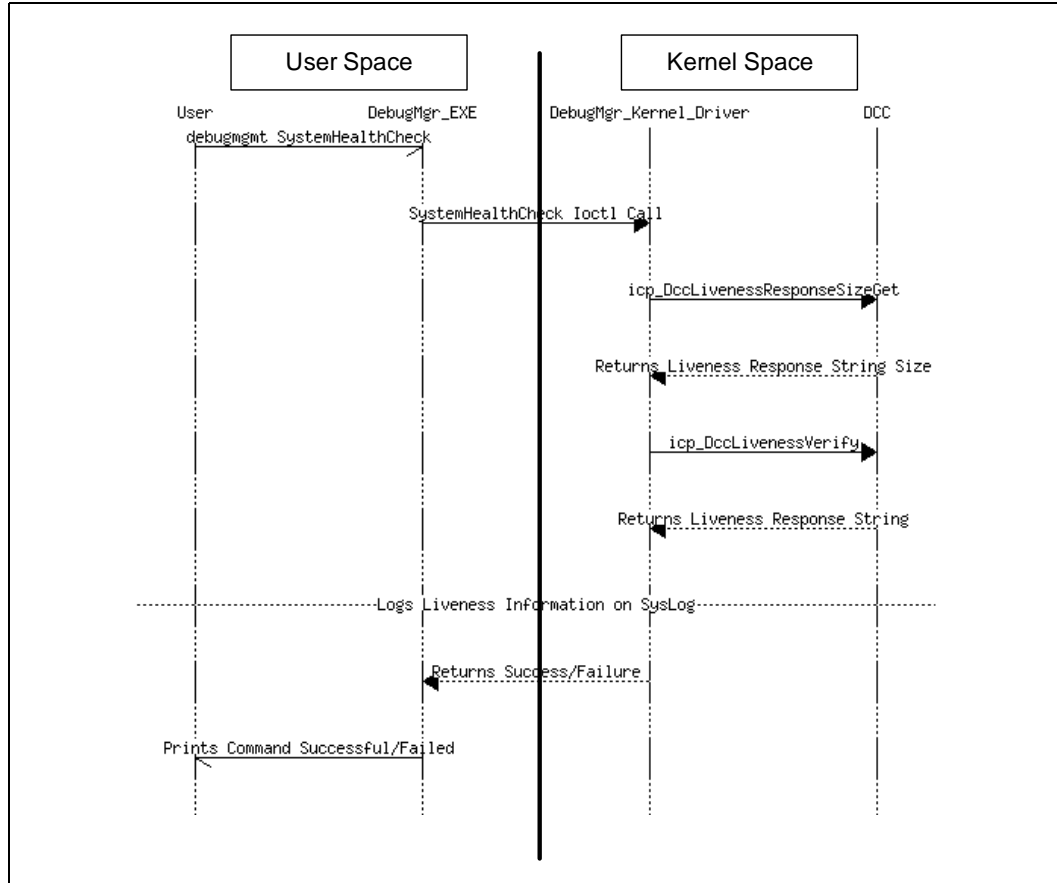 User Space
Kernel Space
User
DebugMgr_EXE
DebugMgr_Kernel_Driver
DCC
debugmgmt SystemHealthCheck
SystemHealthCheck Ioctl Call
icp_DccLivenessResponseSizeGet
Returns Liveness Response String Size
icp_DccLivenessVerify
Returns Liveness Response String
Logs Liveness Information on SysLog
Returns Success/Failure
Prints Command Successful/Failed